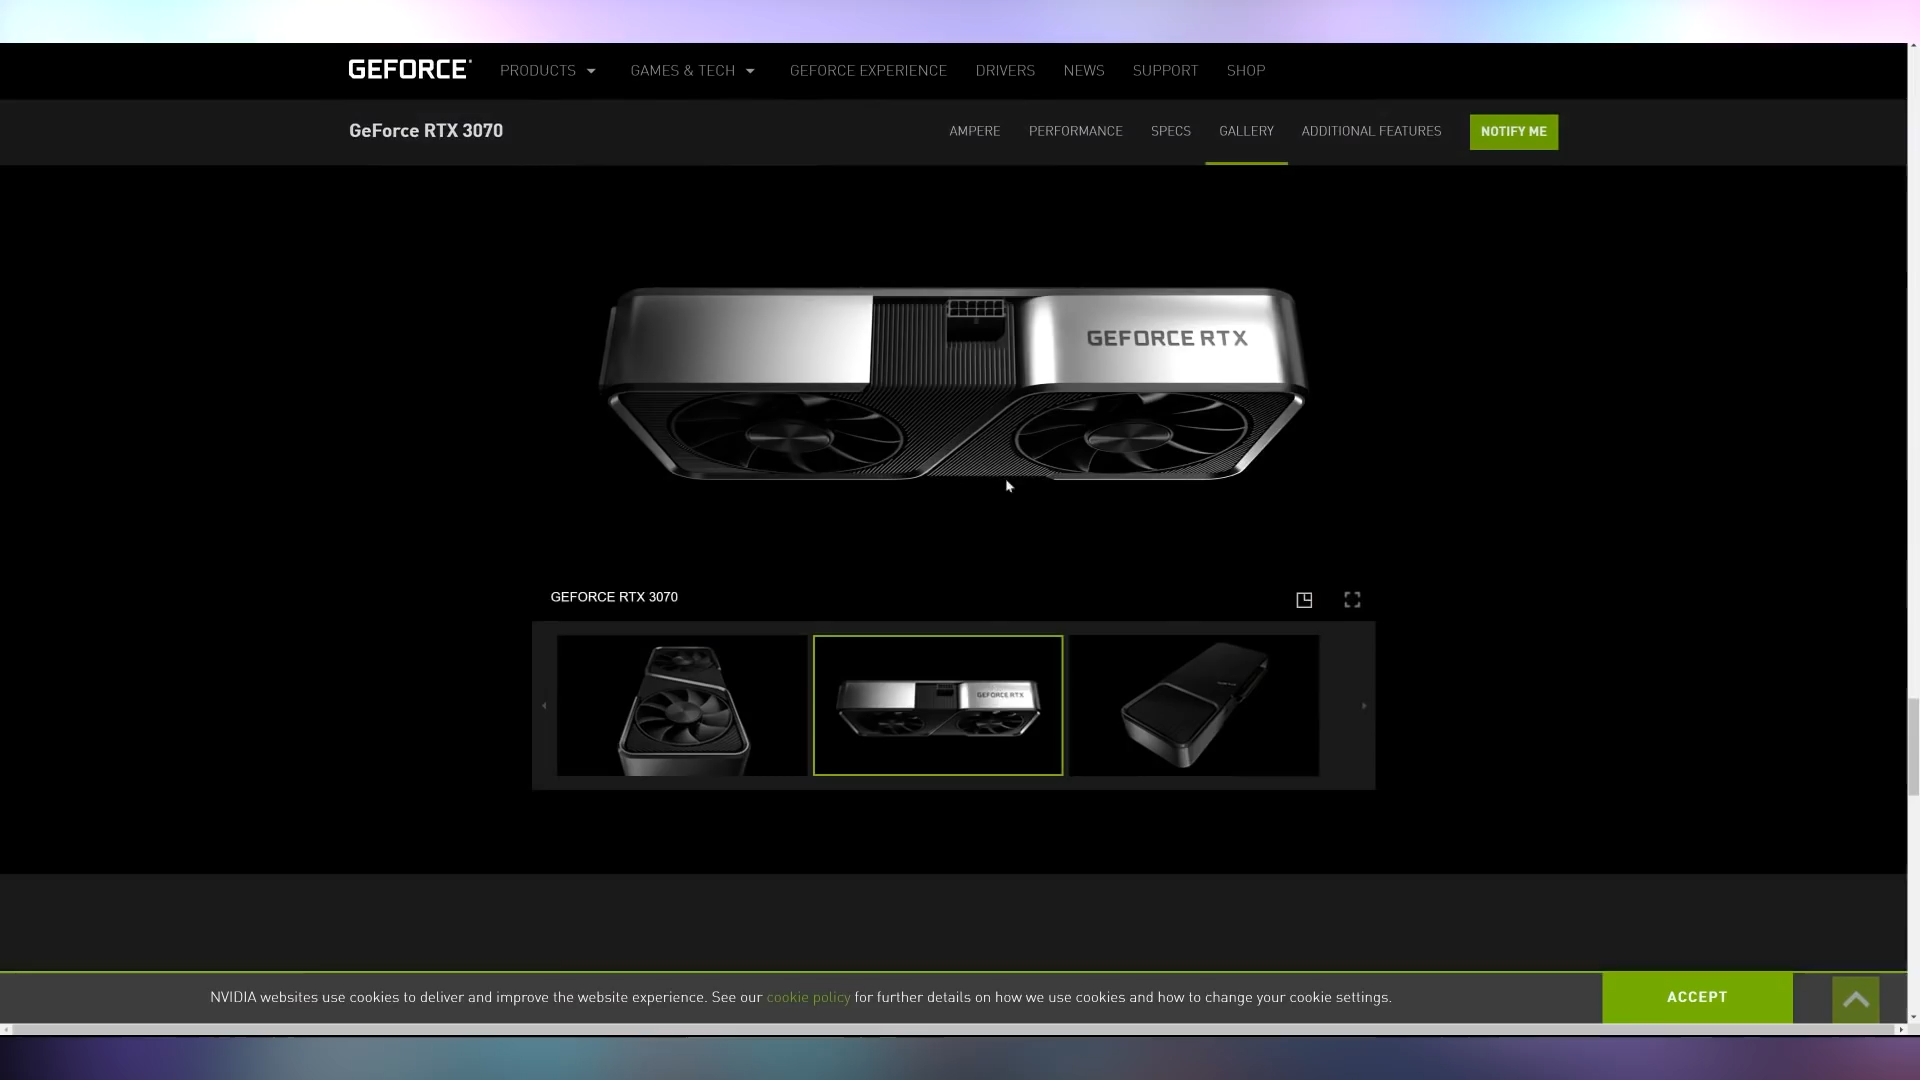 GEFORCE PRODUCTS GAMES & TECH GEFORCE EXPERIENCE DRIVERS NEWS SUPPORT SHOP
GeForce RTX 3070 AMPERE PERFORMANCE SPECS GALLERY ADDITIONAL FEATURES NOTIFY ME
GEFORCE RTX
GEFORCE RTX 3070
GEFORCE RTX
NVIDIA websites use cookies to deliver and improve the website experience. See our cookie policy for further details on how we use cookies and how to change your cookie settings. ACCEPT